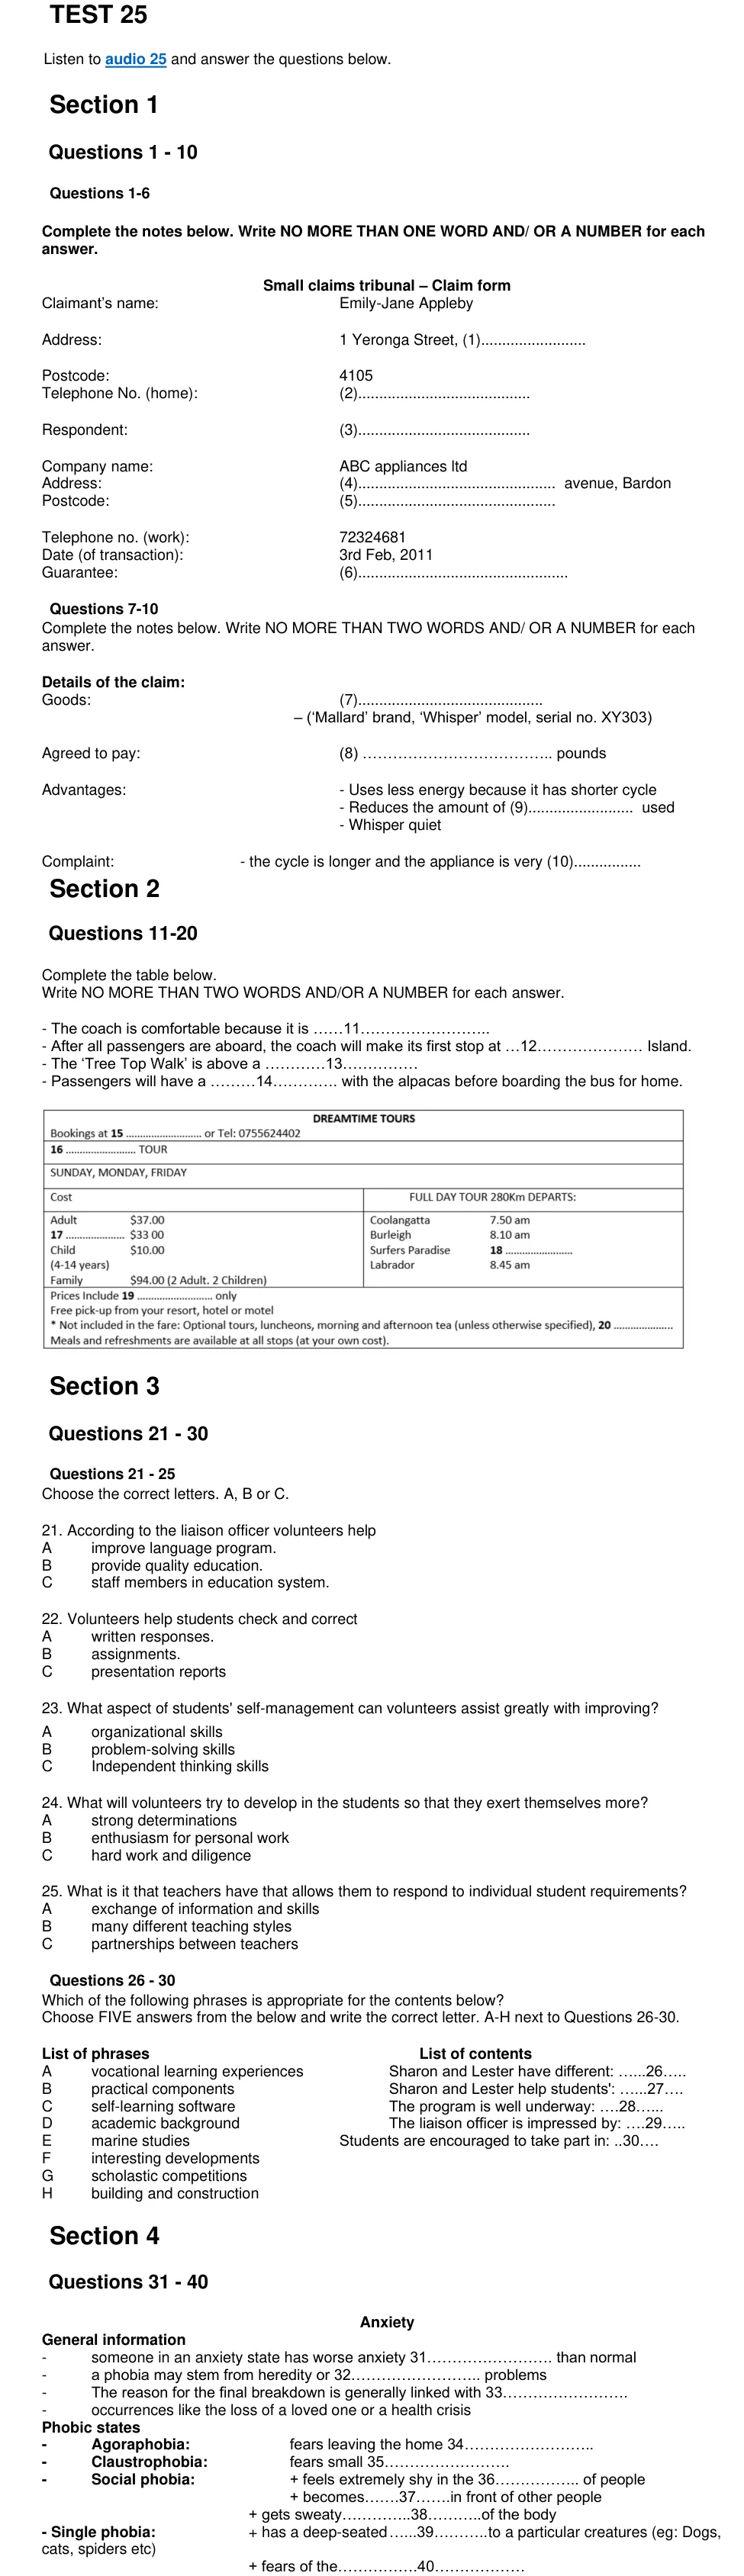 TEST 25
Listen to audio 25 and answer the questions below.
Section 1
Questions 1 - 10
Questions 1-6
Complete the notes below. Write NO MORE THAN ONE WORD AND/ OR A NUMBER for each
answer.
Small claims tribunal – Claim form
Claimant's name: Emily-Jane Appleby
Address: 1 Yeronga Street, (1).........................
Postcode: 4105
Telephone No. (home): (2).........................................
Respondent: (3).........................................
Company name: ABC appliances ltd
Address: (4)............................................... avenue, Bardon
Postcode: (5)...............................................
Telephone no. (work): 72324681
Date (of transaction): 3rd Feb, 2011
Guarantee: (6)..................................................
Questions 7-10
Complete the notes below. Write NO MORE THAN TWO WORDS AND/ OR A NUMBER for each
answer.
Details of the claim:
Goods: (7)............................................
– ('Mallard' brand, 'Whisper' model, serial no. XY303)
Agreed to pay: (8) ……………………………….. pounds
Advantages: - Uses less energy because it has shorter cycle
- Reduces the amount of (9)......................... used
- Whisper quiet
Complaint: - the cycle is longer and the appliance is very (10)................
Section 2
Questions 11-20
Complete the table below.
Write NO MORE THAN TWO WORDS AND/OR A NUMBER for each answer.
- The coach is comfortable because it is ……11……………………..
- After all passengers are aboard, the coach will make its first stop at …12………………… Island.
- The 'Tree Top Walk' is above a …………13……………
- Passengers will have a ………14…………. with the alpacas before boarding the bus for home.
DREAMTIME TOURS
Bookings at 15 .......................... or Tel: 0755624402
16 ........................ TOUR
SUNDAY, MONDAY, FRIDAY
Cost FULL DAY TOUR 280Km DEPARTS:
Adult $37.00 Coolangatta 7.50 am
17 .................... $33 00 Burleigh 8.10 am
Child $10.00 Surfers Paradise 18 ......................
(4-14 years) Labrador 8.45 am
Family $94.00 (2 Adult. 2 Children)
Prices Include 19 .......................... only
Free pick-up from your resort, hotel or motel
* Not included in the fare: Optional tours, luncheons, morning and afternoon tea (unless otherwise specified), 20 ....................
Meals and refreshments are available at all stops (at your own cost).
Section 3
Questions 21 - 30
Questions 21 - 25
Choose the correct letters. A, B or C.
21. According to the liaison officer volunteers help
A improve language program.
B provide quality education.
C staff members in education system.
22. Volunteers help students check and correct
A written responses.
B assignments.
C presentation reports
23. What aspect of students' self-management can volunteers assist greatly with improving?
A organizational skills
B problem-solving skills
C Independent thinking skills
24. What will volunteers try to develop in the students so that they exert themselves more?
A strong determinations
B enthusiasm for personal work
C hard work and diligence
25. What is it that teachers have that allows them to respond to individual student requirements?
A exchange of information and skills
B many different teaching styles
C partnerships between teachers
Questions 26 - 30
Which of the following phrases is appropriate for the contents below?
Choose FIVE answers from the below and write the correct letter. A-H next to Questions 26-30.
List of phrases List of contents
A vocational learning experiences Sharon and Lester have different: …...26…..
B practical components Sharon and Lester help students': …...27….
C self-learning software The program is well underway: ….28…...
D academic background The liaison officer is impressed by: ….29…..
E marine studies Students are encouraged to take part in: ..30….
F interesting developments
G scholastic competitions
H building and construction
Section 4
Questions 31 - 40
Anxiety
General information
- someone in an anxiety state has worse anxiety 31……………………. than normal
- a phobia may stem from heredity or 32…………………….. problems
- The reason for the final breakdown is generally linked with 33…………………….
- occurrences like the loss of a loved one or a health crisis
Phobic states
- Agoraphobia: fears leaving the home 34……………………..
- Claustrophobia: fears small 35…………………….
- Social phobia: + feels extremely shy in the 36…………….. of people
+ becomes…….37…….in front of other people
+ gets sweaty…………..38………..of the body
- Single phobia: + has a deep-seated…...39……….to a particular creatures (eg: Dogs,
cats, spiders etc)
+ fears of the…………….40………………